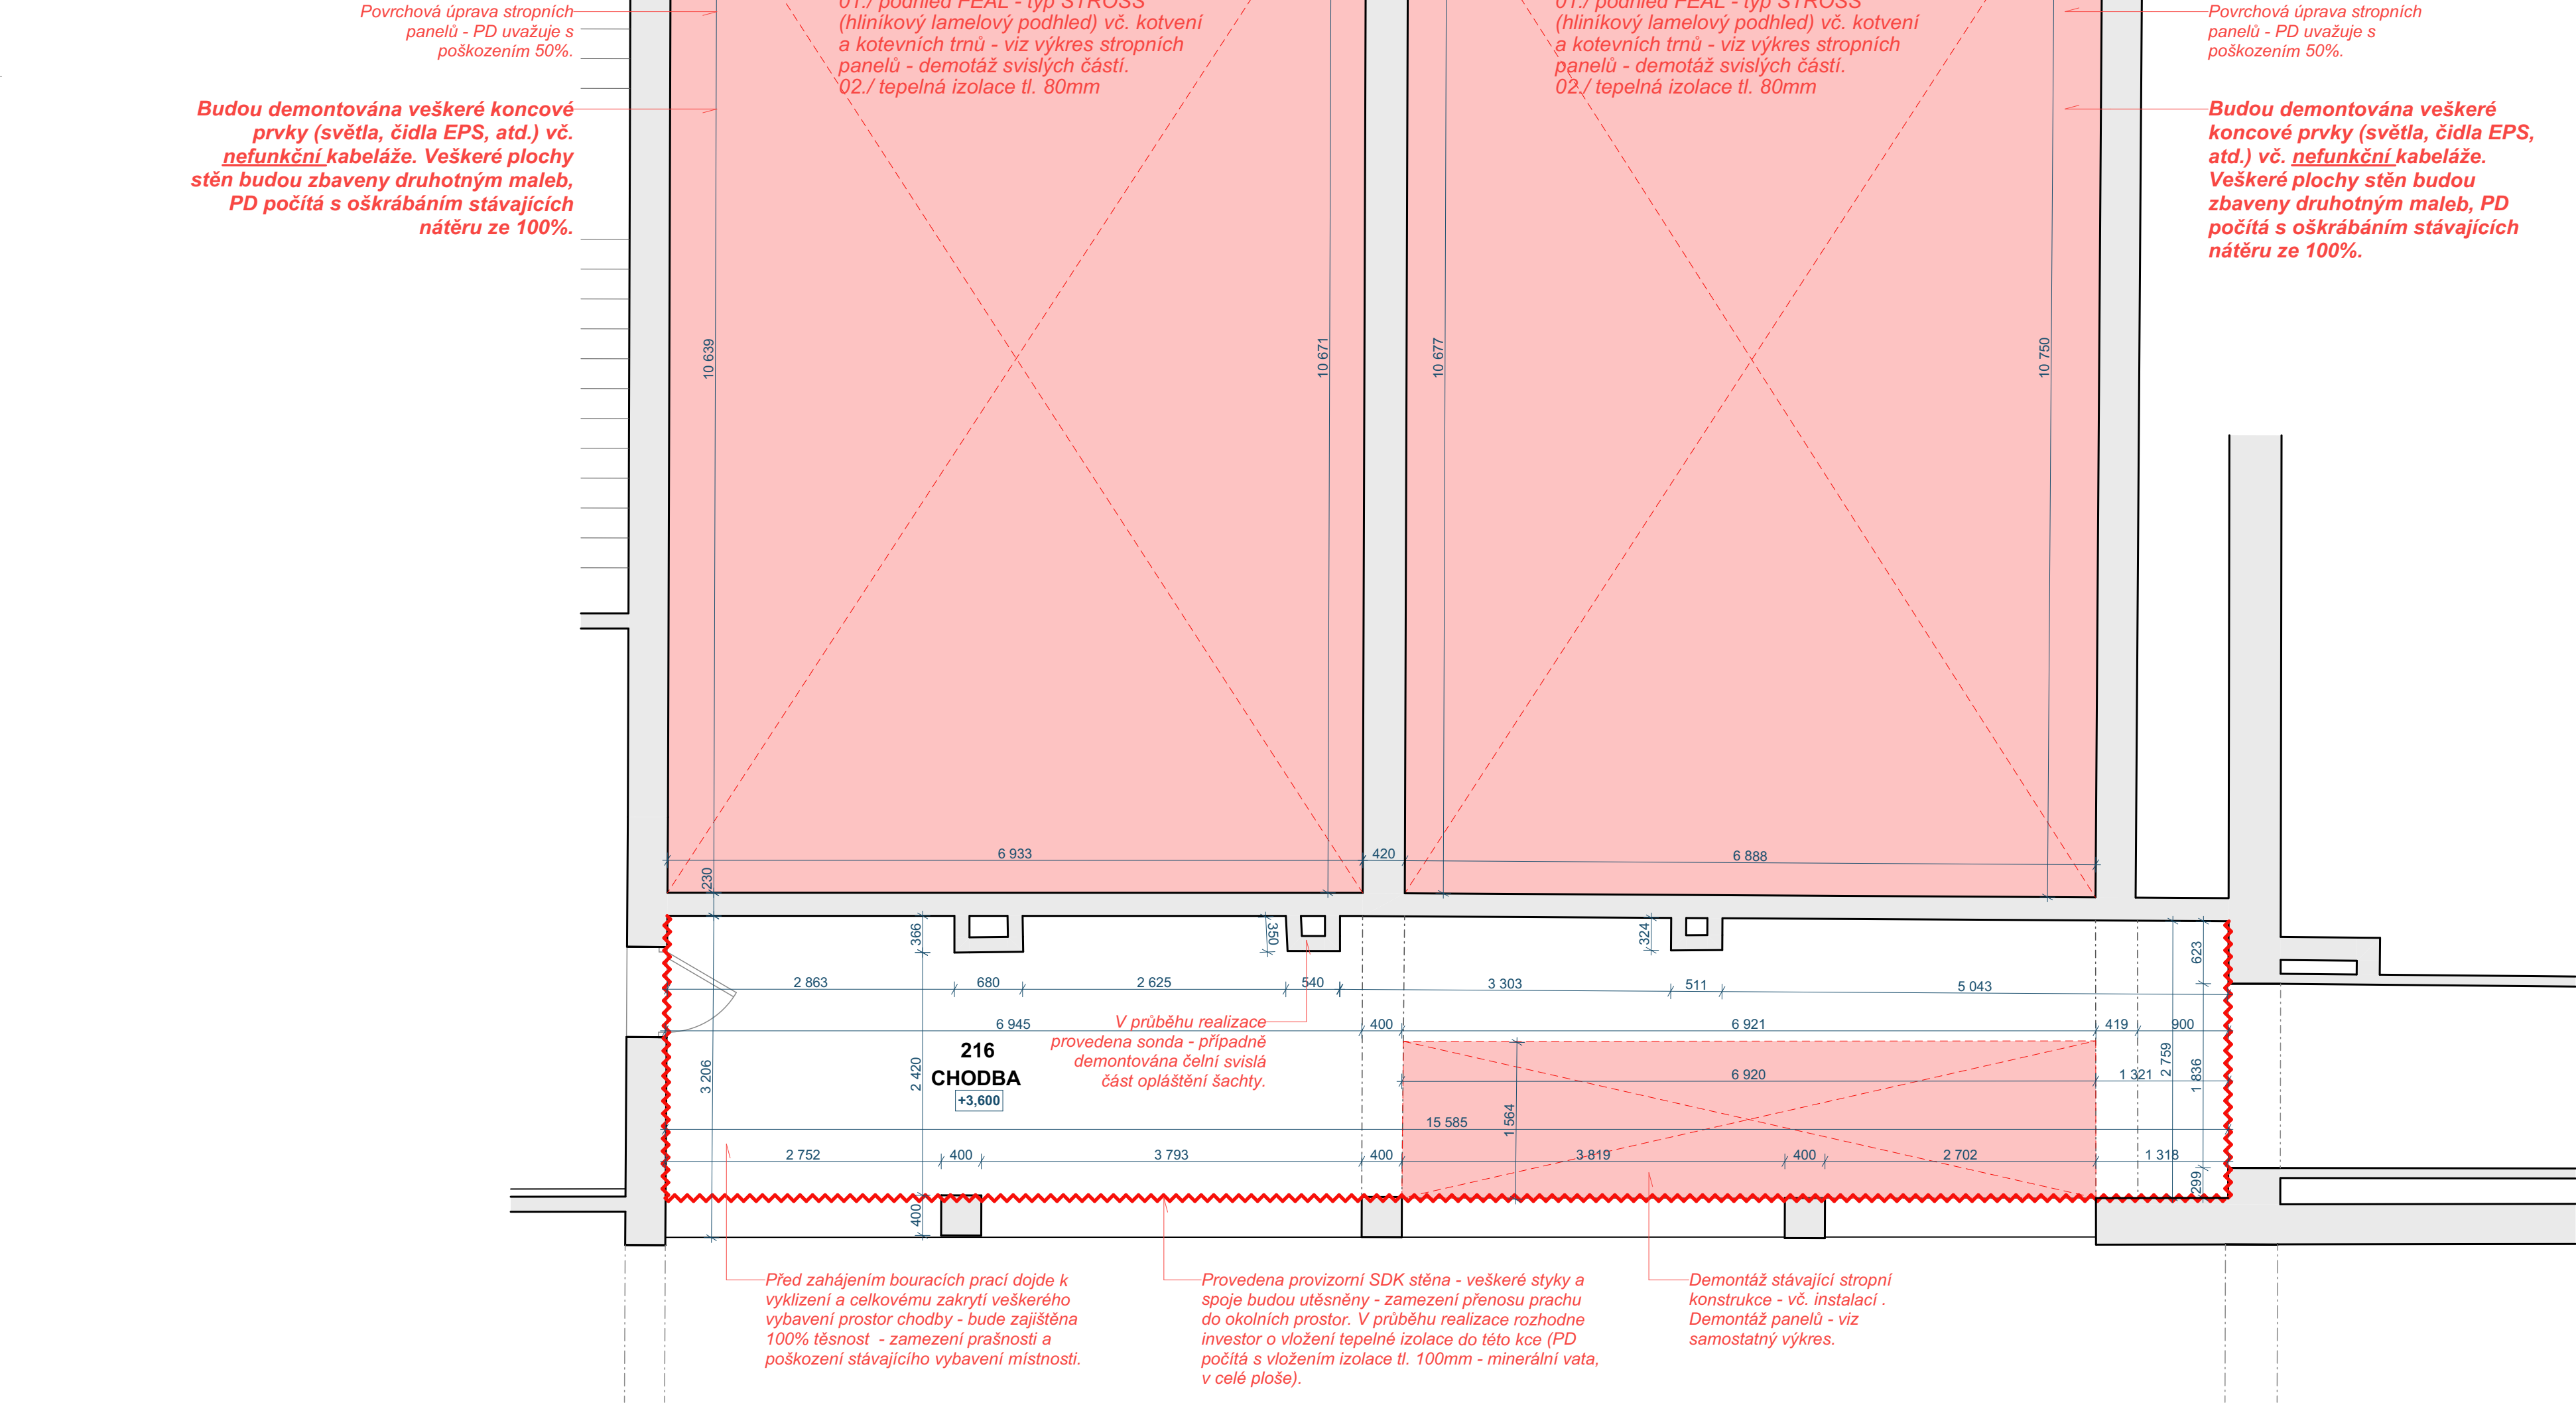 Povrchová úprava stropních
panelů - PD uvažuje s
poškozením 50%.
Budou demontována veškeré koncové
prvky (světla, čidla EPS, atd.) vč.
nefunkční kabeláže. Veškeré plochy
stěn budou zbaveny druhotným maleb,
PD počítá s oškrábáním stávajících
nátěru ze 100%.
01./ podhled FEAL - typ STROSS
(hliníkový lamelový podhled) vč. kotvení
a kotevních trnů - viz výkres stropních
panelů - demotáž svislých částí.
02./ tepelná izolace tl. 80mm
01./ podhled FEAL - typ STROSS
(hliníkový lamelový podhled) vč. kotvení
a kotevních trnů - viz výkres stropních
panelů - demotáž svislých částí.
02./ tepelná izolace tl. 80mm
Povrchová úprava stropních
panelů - PD uvažuje s
poškozením 50%.
Budou demontována veškeré
koncové prvky (světla, čidla EPS,
atd.) vč. nefunkční kabeláže.
Veškeré plochy stěn budou
zbaveny druhotným maleb, PD
počítá s oškrábáním stávajících
nátěru ze 100%.
10 639
10 671
10 677
10 750
6 933
420
6 888
230
366
350
324
623
2 863
680
2 625
540
3 303
511
5 043
6 945
400
6 921
419
900
V průběhu realizace
provedena sonda - případně
demontována čelní svislá
část opláštění šachty.
216
CHODBA
+3,600
3 206
2 420
2 759
1 836
6 920
1 321
1 564
15 585
2 752
400
3 793
400
3 819
400
2 702
1 318
299
400
Před zahájením bouracích prací dojde k
vyklizení a celkovému zakrytí veškerého
vybavení prostor chodby - bude zajištěna
100% těsnost  - zamezení prašnosti a
poškození stávajícího vybavení místnosti.
Provedena provizorní SDK stěna - veškeré styky a
spoje budou utěsněny - zamezení přenosu prachu
do okolních prostor. V průběhu realizace rozhodne
investor o vložení tepelné izolace do této kce (PD
počítá s vložením izolace tl. 100mm - minerální vata,
v celé ploše).
Demontáž stávající stropní
konstrukce - vč. instalací .
Demontáž panelů - viz
samostatný výkres.